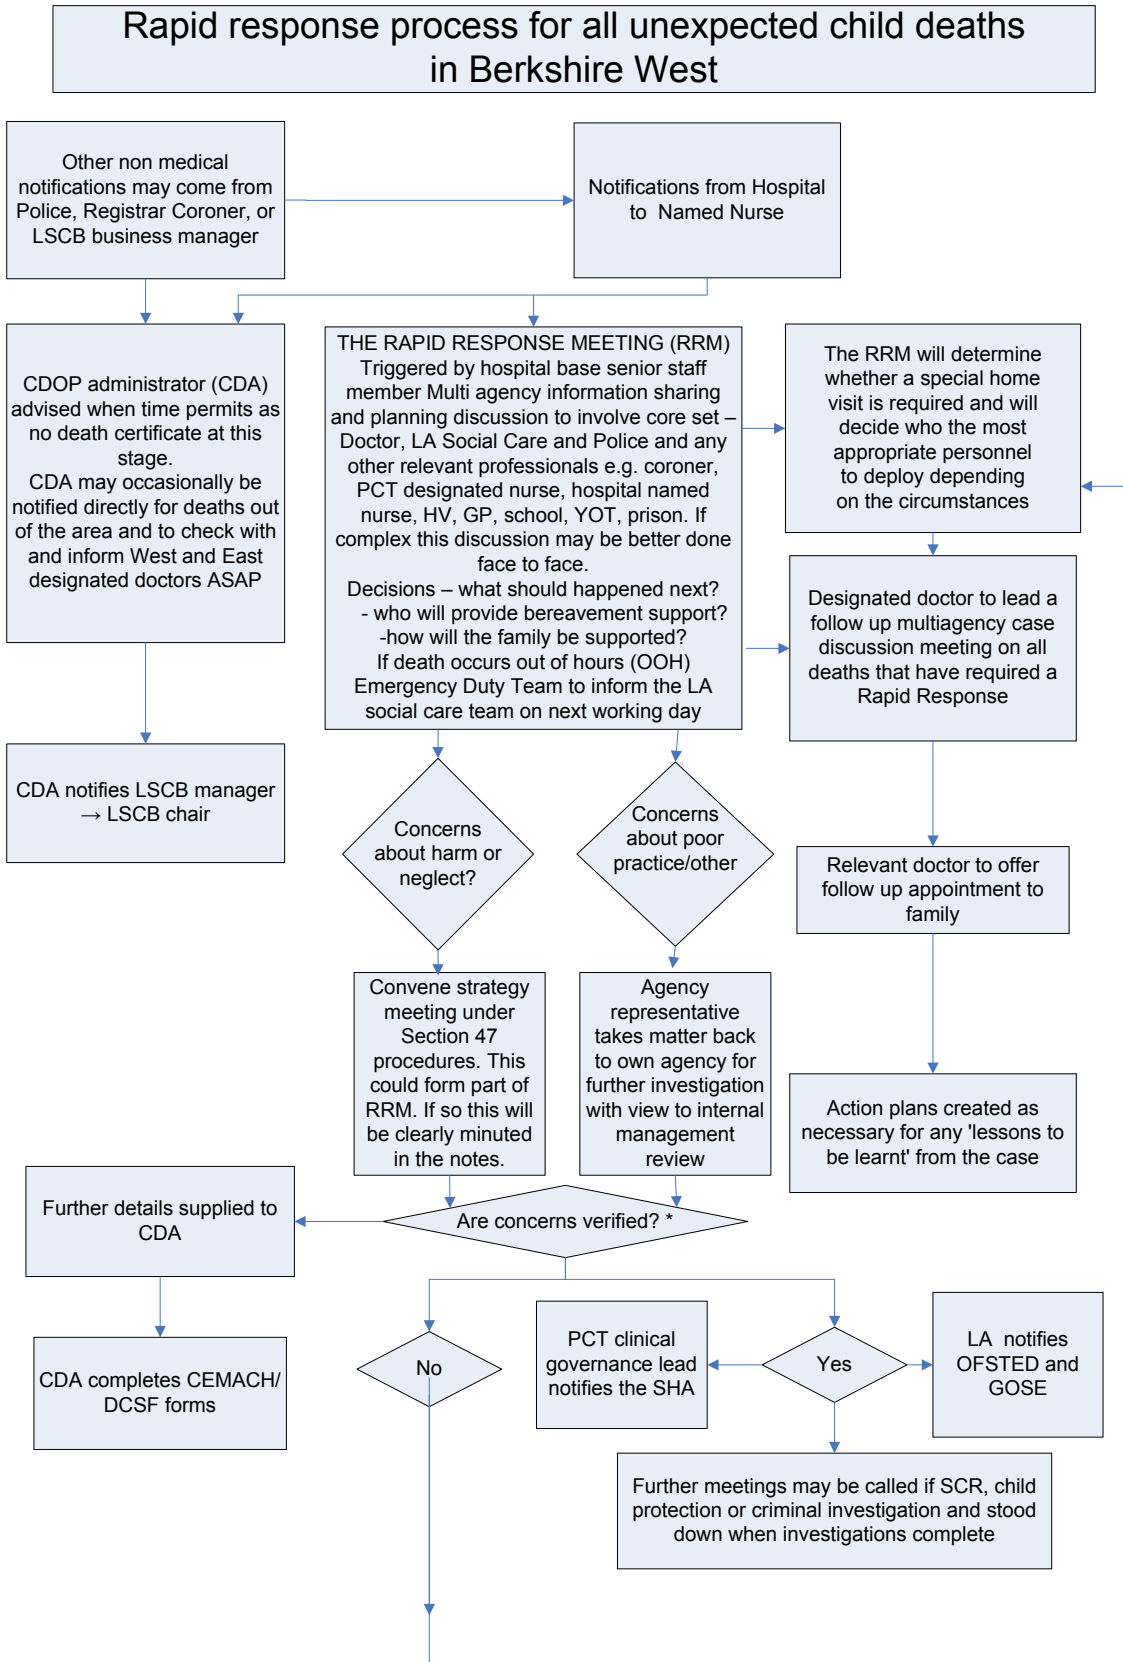 Rapid response process for all unexpected child deaths
in Berkshire West
Other non medical
notifications may come from
Police, Registrar Coroner, or
LSCB business manager
Notifications from Hospital
to Named Nurse
CDOP administrator (CDA)
advised when time permits as
no death certificate at this
stage.
CDA may occasionally be
notified directly for deaths out
of the area and to check with
and inform West and East
designated doctors ASAP
THE RAPID RESPONSE MEETING (RRM)
Triggered by hospital base senior staff
member Multi agency information sharing
and planning discussion to involve core set –
Doctor, LA Social Care and Police and any
other relevant professionals e.g. coroner,
PCT designated nurse, hospital named
nurse, HV, GP, school, YOT, prison. If
complex this discussion may be better done
face to face.
Decisions – what should happened next?
- who will provide bereavement support?
-how will the family be supported?
If death occurs out of hours (OOH)
Emergency Duty Team to inform the LA
social care team on next working day
The RRM will determine
whether a special home
visit is required and will
decide who the most
appropriate personnel
to deploy depending
on the circumstances
Designated doctor to lead a
follow up multiagency case
discussion meeting on all
deaths that have required a
Rapid Response
CDA notifies LSCB manager
→ LSCB chair
Concerns
about harm or
neglect?
Concerns
about poor
practice/other
Relevant doctor to offer
follow up appointment to
family
Convene strategy
meeting under
Section 47
procedures. This
could form part of
RRM. If so this will
be clearly minuted
in the notes.
Agency
representative
takes matter back
to own agency for
further investigation
with view to internal
management
review
Action plans created as
necessary for any 'lessons to
be learnt' from the case
Further details supplied to
CDA
Are concerns verified? *
CDA completes CEMACH/
DCSF forms
No
PCT clinical
governance lead
notifies the SHA
Yes
LA notifies
OFSTED and
GOSE
Further meetings may be called if SCR, child
protection or criminal investigation and stood
down when investigations complete